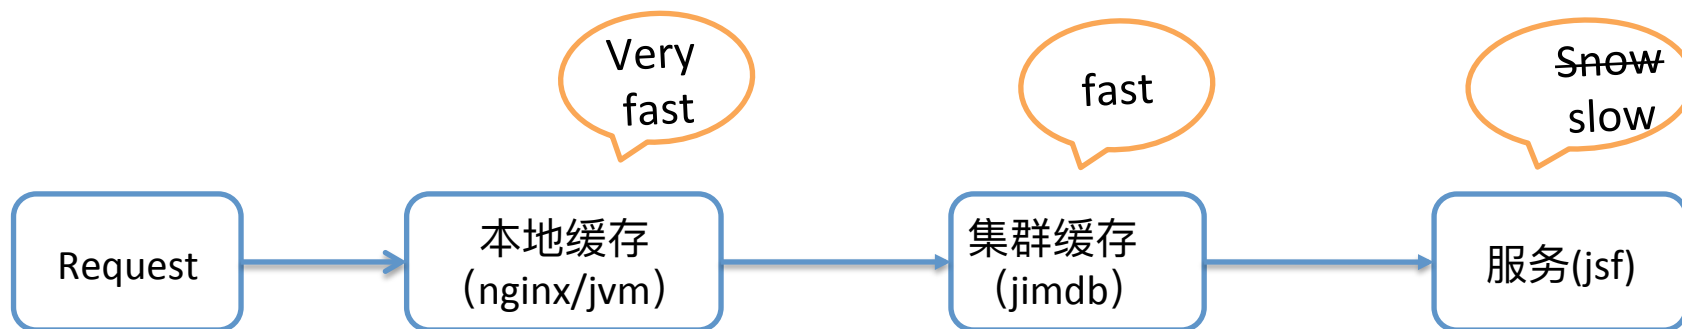 Very
fast
fast
Snow
slow
Request
本地缓存
（nginx/jvm）
集群缓存
（jimdb）
服务(jsf)